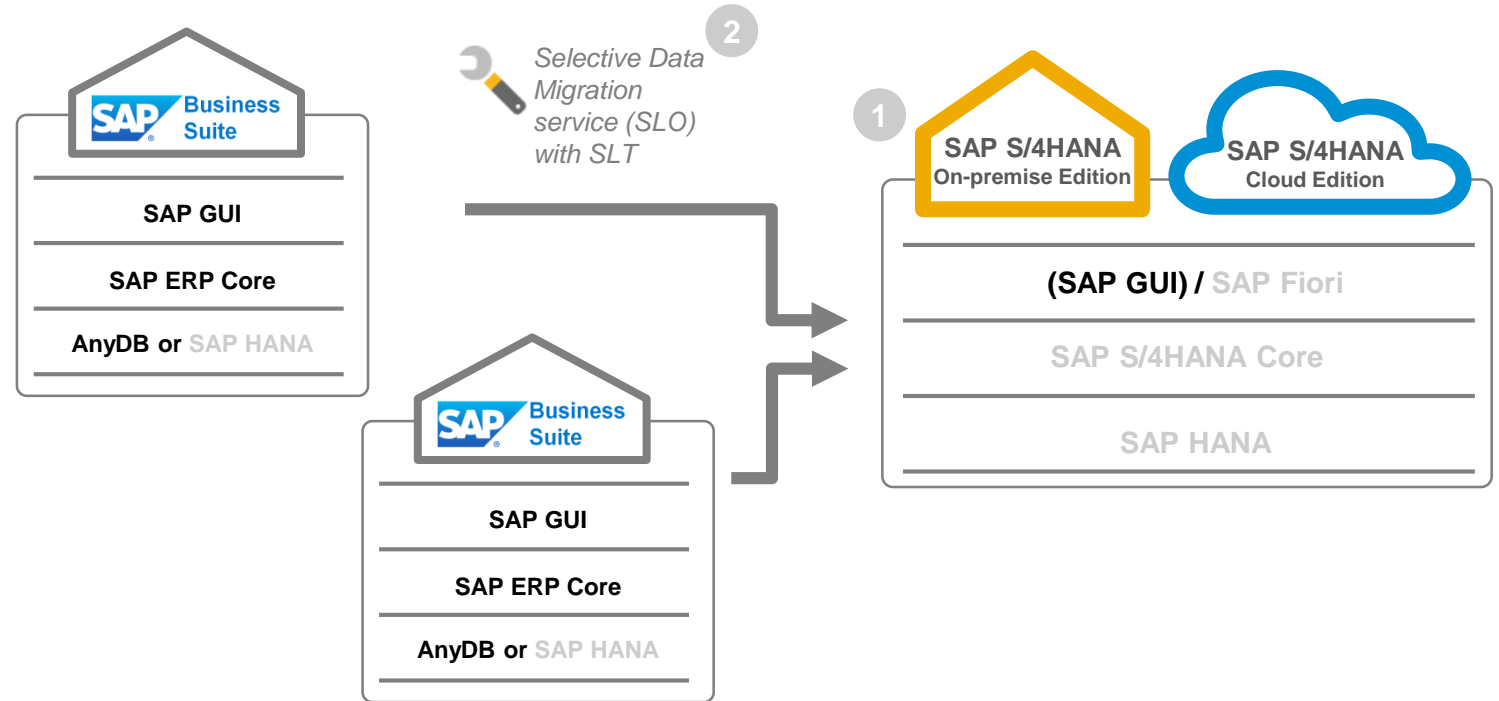 SAP
Business
Suite
SAP GUI
SAP ERP Core
AnyDB or SAP HANA
2
Selective Data
Migration
service (SLO)
with SLT
SAP
Business
Suite
SAP GUI
SAP ERP Core
AnyDB or SAP HANA
1
SAP S/4HANA
On-premise Edition
SAP S/4HANA
Cloud Edition
(SAP GUI) / SAP Fiori
SAP S/4HANA Core
SAP HANA